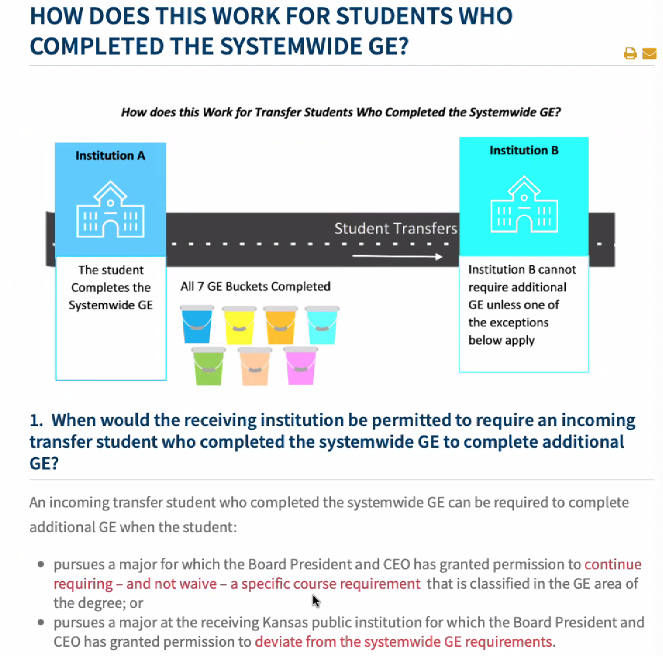 HOW DOES THIS WORK FOR STUDENTS WHO
COMPLETED THE SYSTEMWIDE GE?
How does this Work for Transfer Students Who Completed the Systemwide GE?
Institution A
Institution B
Student Transfers
The student
Completes the
Systemwide GE
All 7 GE Buckets Completed
Institution B cannot
require additional
GE unless one of
the exceptions
below apply
1. When would the receiving institution be permitted to require an incoming
transfer student who completed the systemwide GE to complete additional
GE?
An incoming transfer student who completed the systemwide GE can be required to complete
additional GE when the student:
• pursues a major for which the Board President and CEO has granted permission to continue
requiring – and not waive – a specific course requirement that is classified in the GE area of
the degree; or
• pursues a major at the receiving Kansas public institution for which the Board President and
CEO has granted permission to deviate from the systemwide GE requirements.